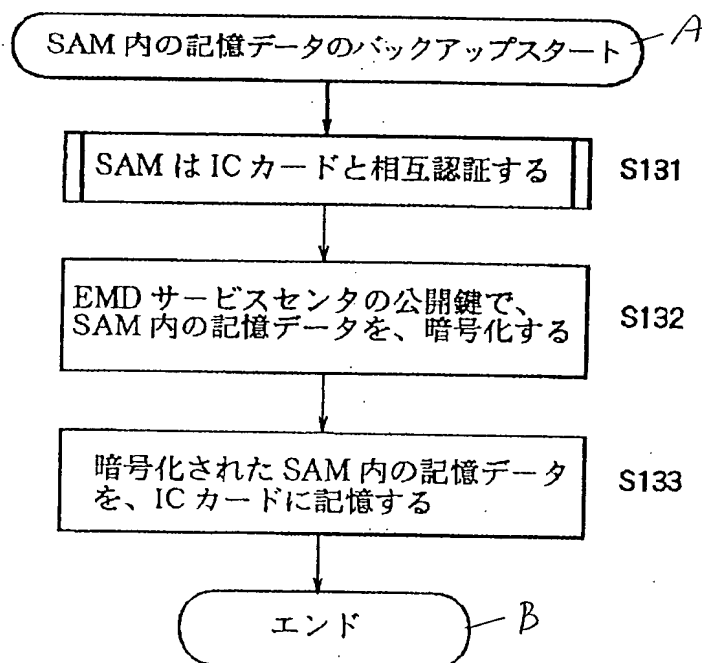 SAM 内の記憶データのバックアップスタート A
SAM は IC カードと相互認証する S131
EMD サービスセンタの公開鍵で、
SAM 内の記憶データを、暗号化する S132
暗号化された SAM 内の記憶データ
を、IC カードに記憶する S133
エンド B